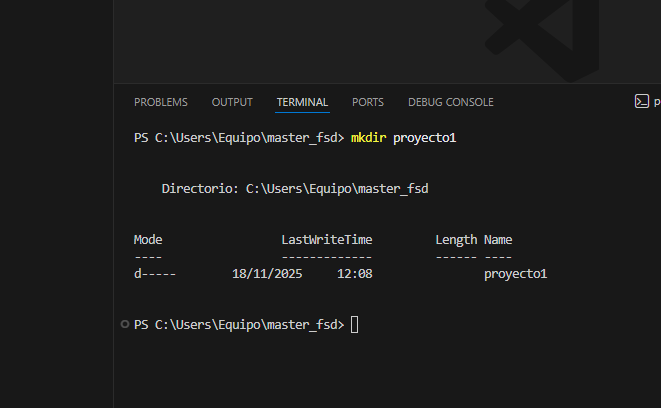 PROBLEMS OUTPUT TERMINAL PORTS DEBUG CONSOLE
PS C:\Users\Equipo\master_fsd> mkdir proyecto1
Directorio: C:\Users\Equipo\master_fsd
Mode LastWriteTime Length Name
---- ------------- ------ ----
d----- 18/11/2025 12:08 proyecto1
PS C:\Users\Equipo\master_fsd>